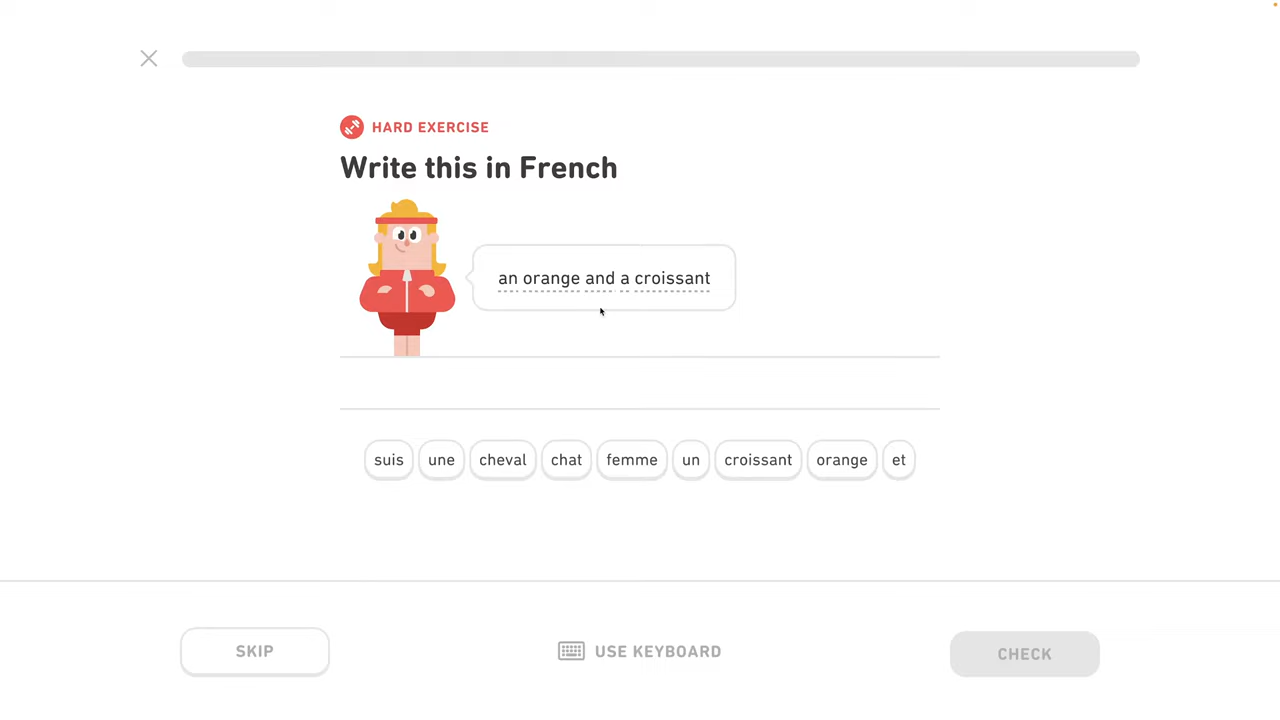 HARD EXERCISE
Write this in French
an orange and a croissant
suis une cheval chat femme un croissant orange et
SKIP USE KEYBOARD CHECK